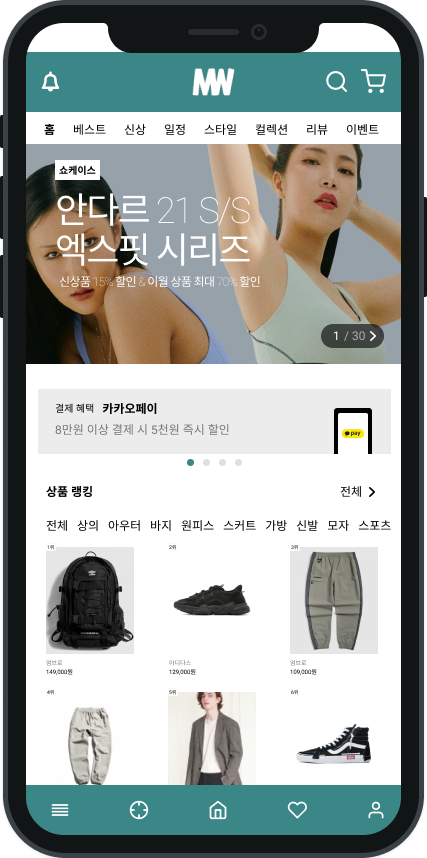 MW
홈 베스트 신상 일정 스타일 컬렉션 리뷰 이벤트
쇼케이스
안다르 21 S/S
엑스핏 시리즈
신상품 15% 할인 & 이월 상품 최대 70% 할인
1 / 30
결제 혜택 카카오페이
8만원 이상 결제 시 5천원 즉시 할인
pay
상품 랭킹 전체
전체 상의 아우터 바지 원피스 스커트 가방 신발 모자 스포츠
1위 2위 3위
엄브로 아디다스 엄브로
149,000원 129,000원 109,000원
4위 5위 6위